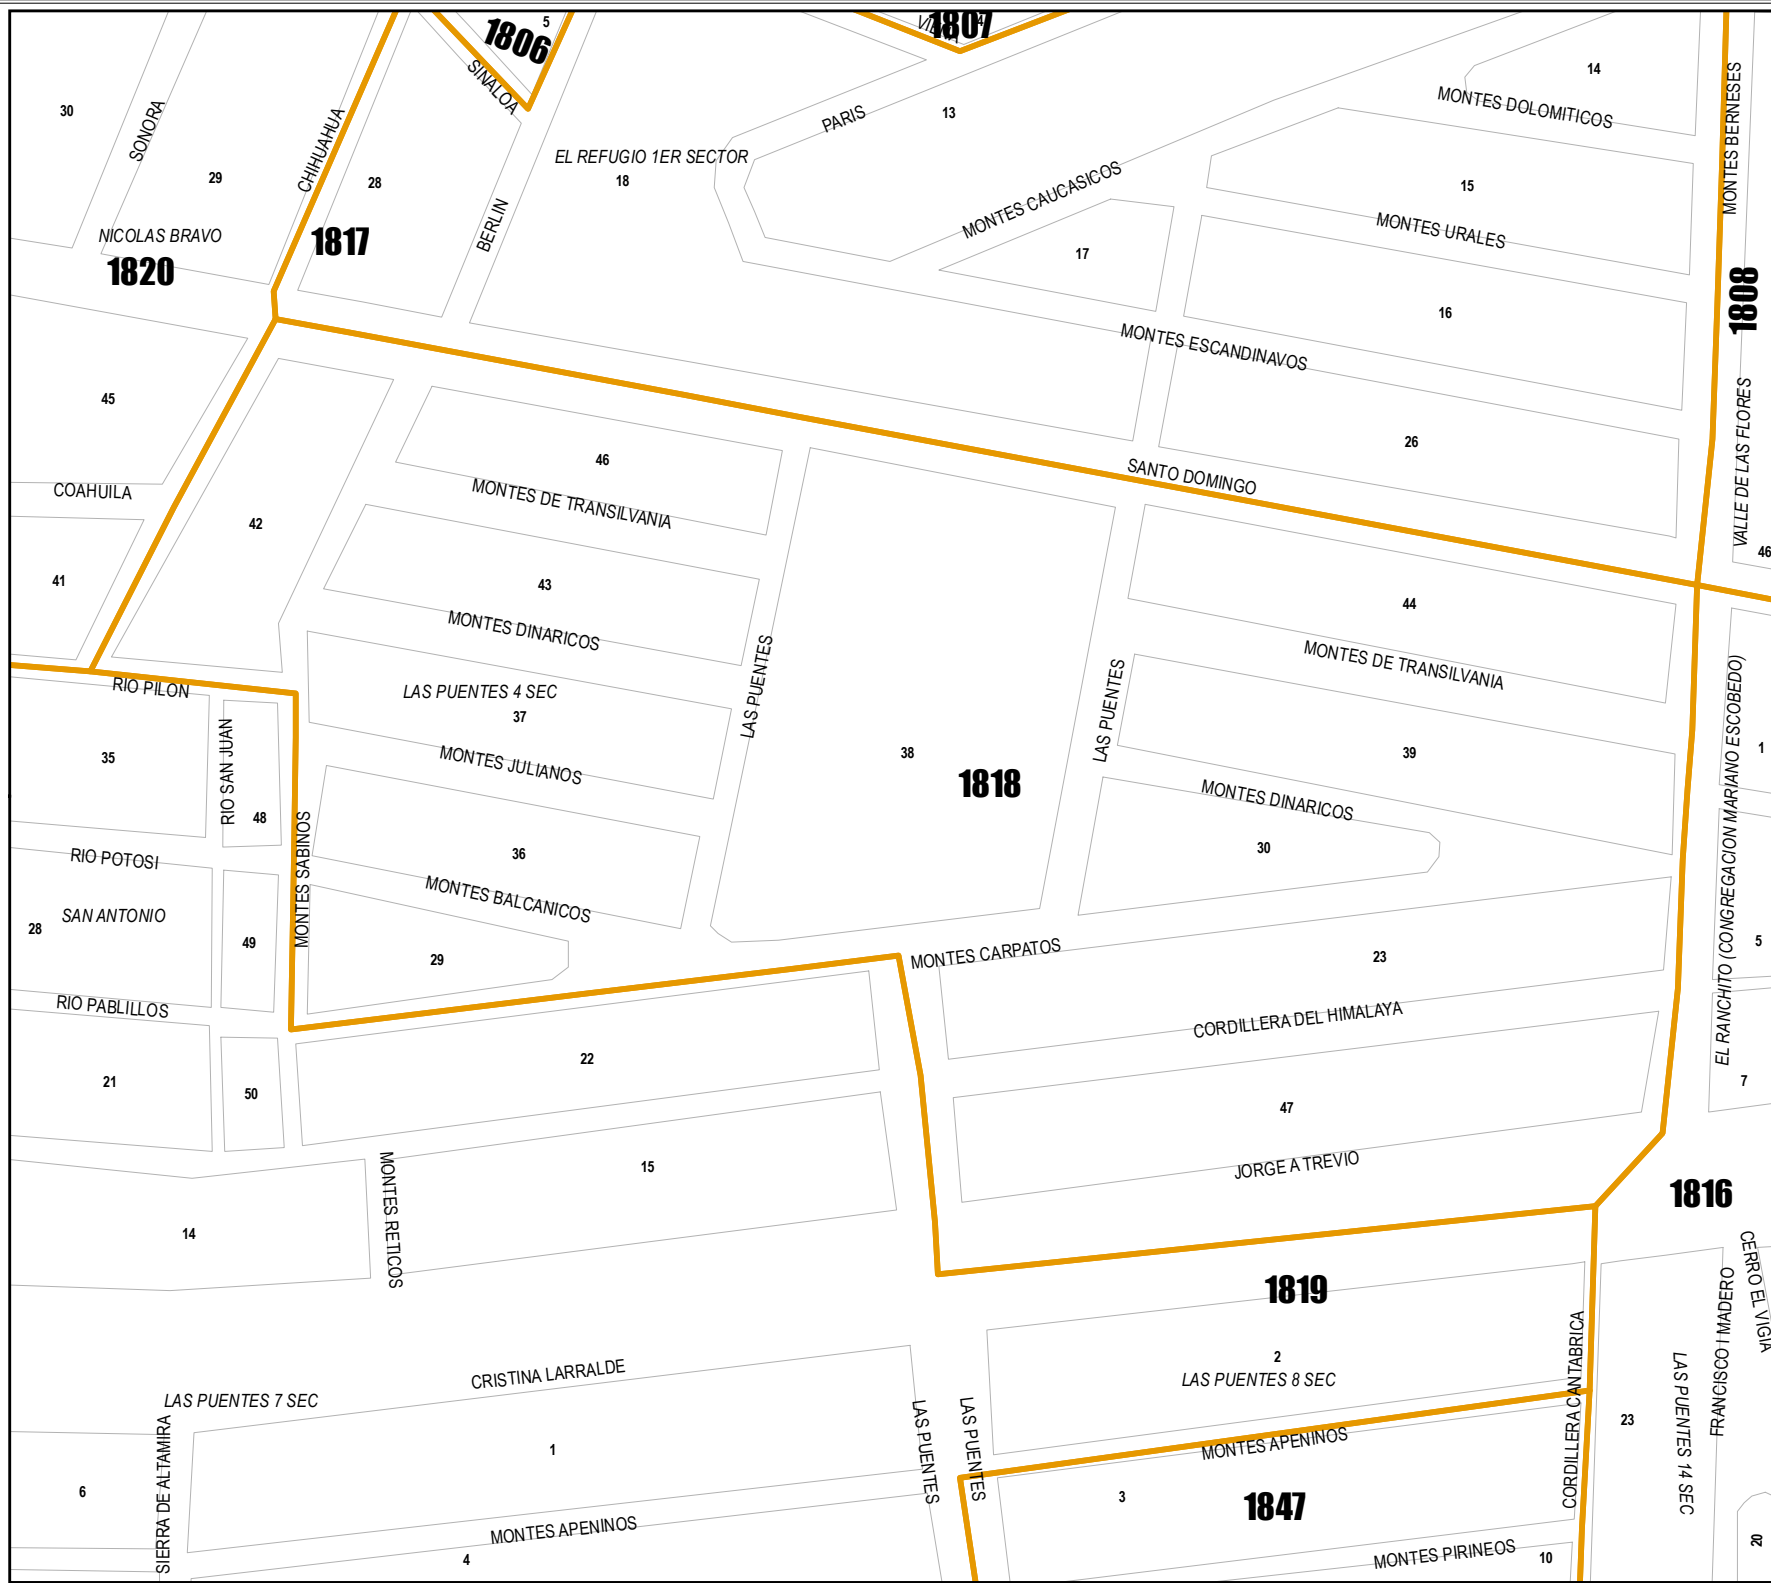 5
1806
VILNA
4
1807
SINALOA
14
30
SONORA
CHIHUAHUA
PARIS
13
MONTES DOLOMITICOS
MONTES BERNESES
EL REFUGIO 1ER SECTOR
18
29
28
15
MONTES CAUCASICOS
BERLIN
NICOLAS BRAVO
1817
17
MONTES URALES
1820
1808
16
MONTES ESCANDINAVOS
45
26
VALLE DE LAS FLORES
46
SANTO DOMINGO
COAHUILA
MONTES DE TRANSILVANIA
42
46
41
43
44
MONTES DINARICOS
LAS PUENTES
MONTES DE TRANSILVANIA
LAS PUENTES
RIO PILON
LAS PUENTES 4 SEC
37
EL RANCHITO (CONGREGACION MARIANO ESCOBEDO)
1
35
RIO SAN JUAN
MONTES JULIANOS
38
1818
39
MONTES DINARICOS
48
MONTES SABINOS
30
RIO POTOSI
36
MONTES BALCANICOS
SAN ANTONIO
28
49
29
MONTES CARPATOS
23
5
RIO PABLILLOS
CORDILLERA DEL HIMALAYA
22
21
50
47
7
MONTES RETICOS
15
JORGE A TREVIO
1816
14
CERRO EL VIGIA
1819
FRANCISCO I MADERO
CORDILLERA CANTABRICA
CRISTINA LARRALDE
2
LAS PUENTES 8 SEC
LAS PUENTES 7 SEC
LAS PUENTES
LAS PUENTES
23
LAS PUENTES 14 SEC
SIERRA DE ALTAMIRA
1
MONTES APENINOS
6
3
1847
MONTES APENINOS
4
MONTES PIRINEOS
10
20